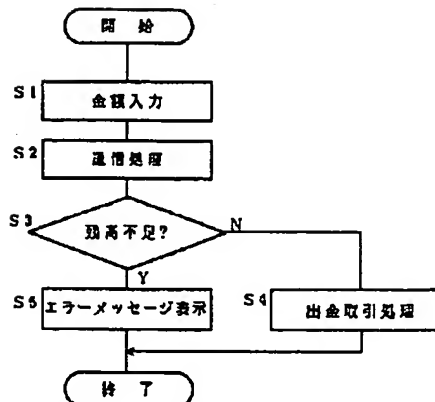 開始
S1
金額入力
S2
通信処理
S3
残高不足?
N
Y
S5
エラーメッセージ表示
S4
出金取引処理
終了